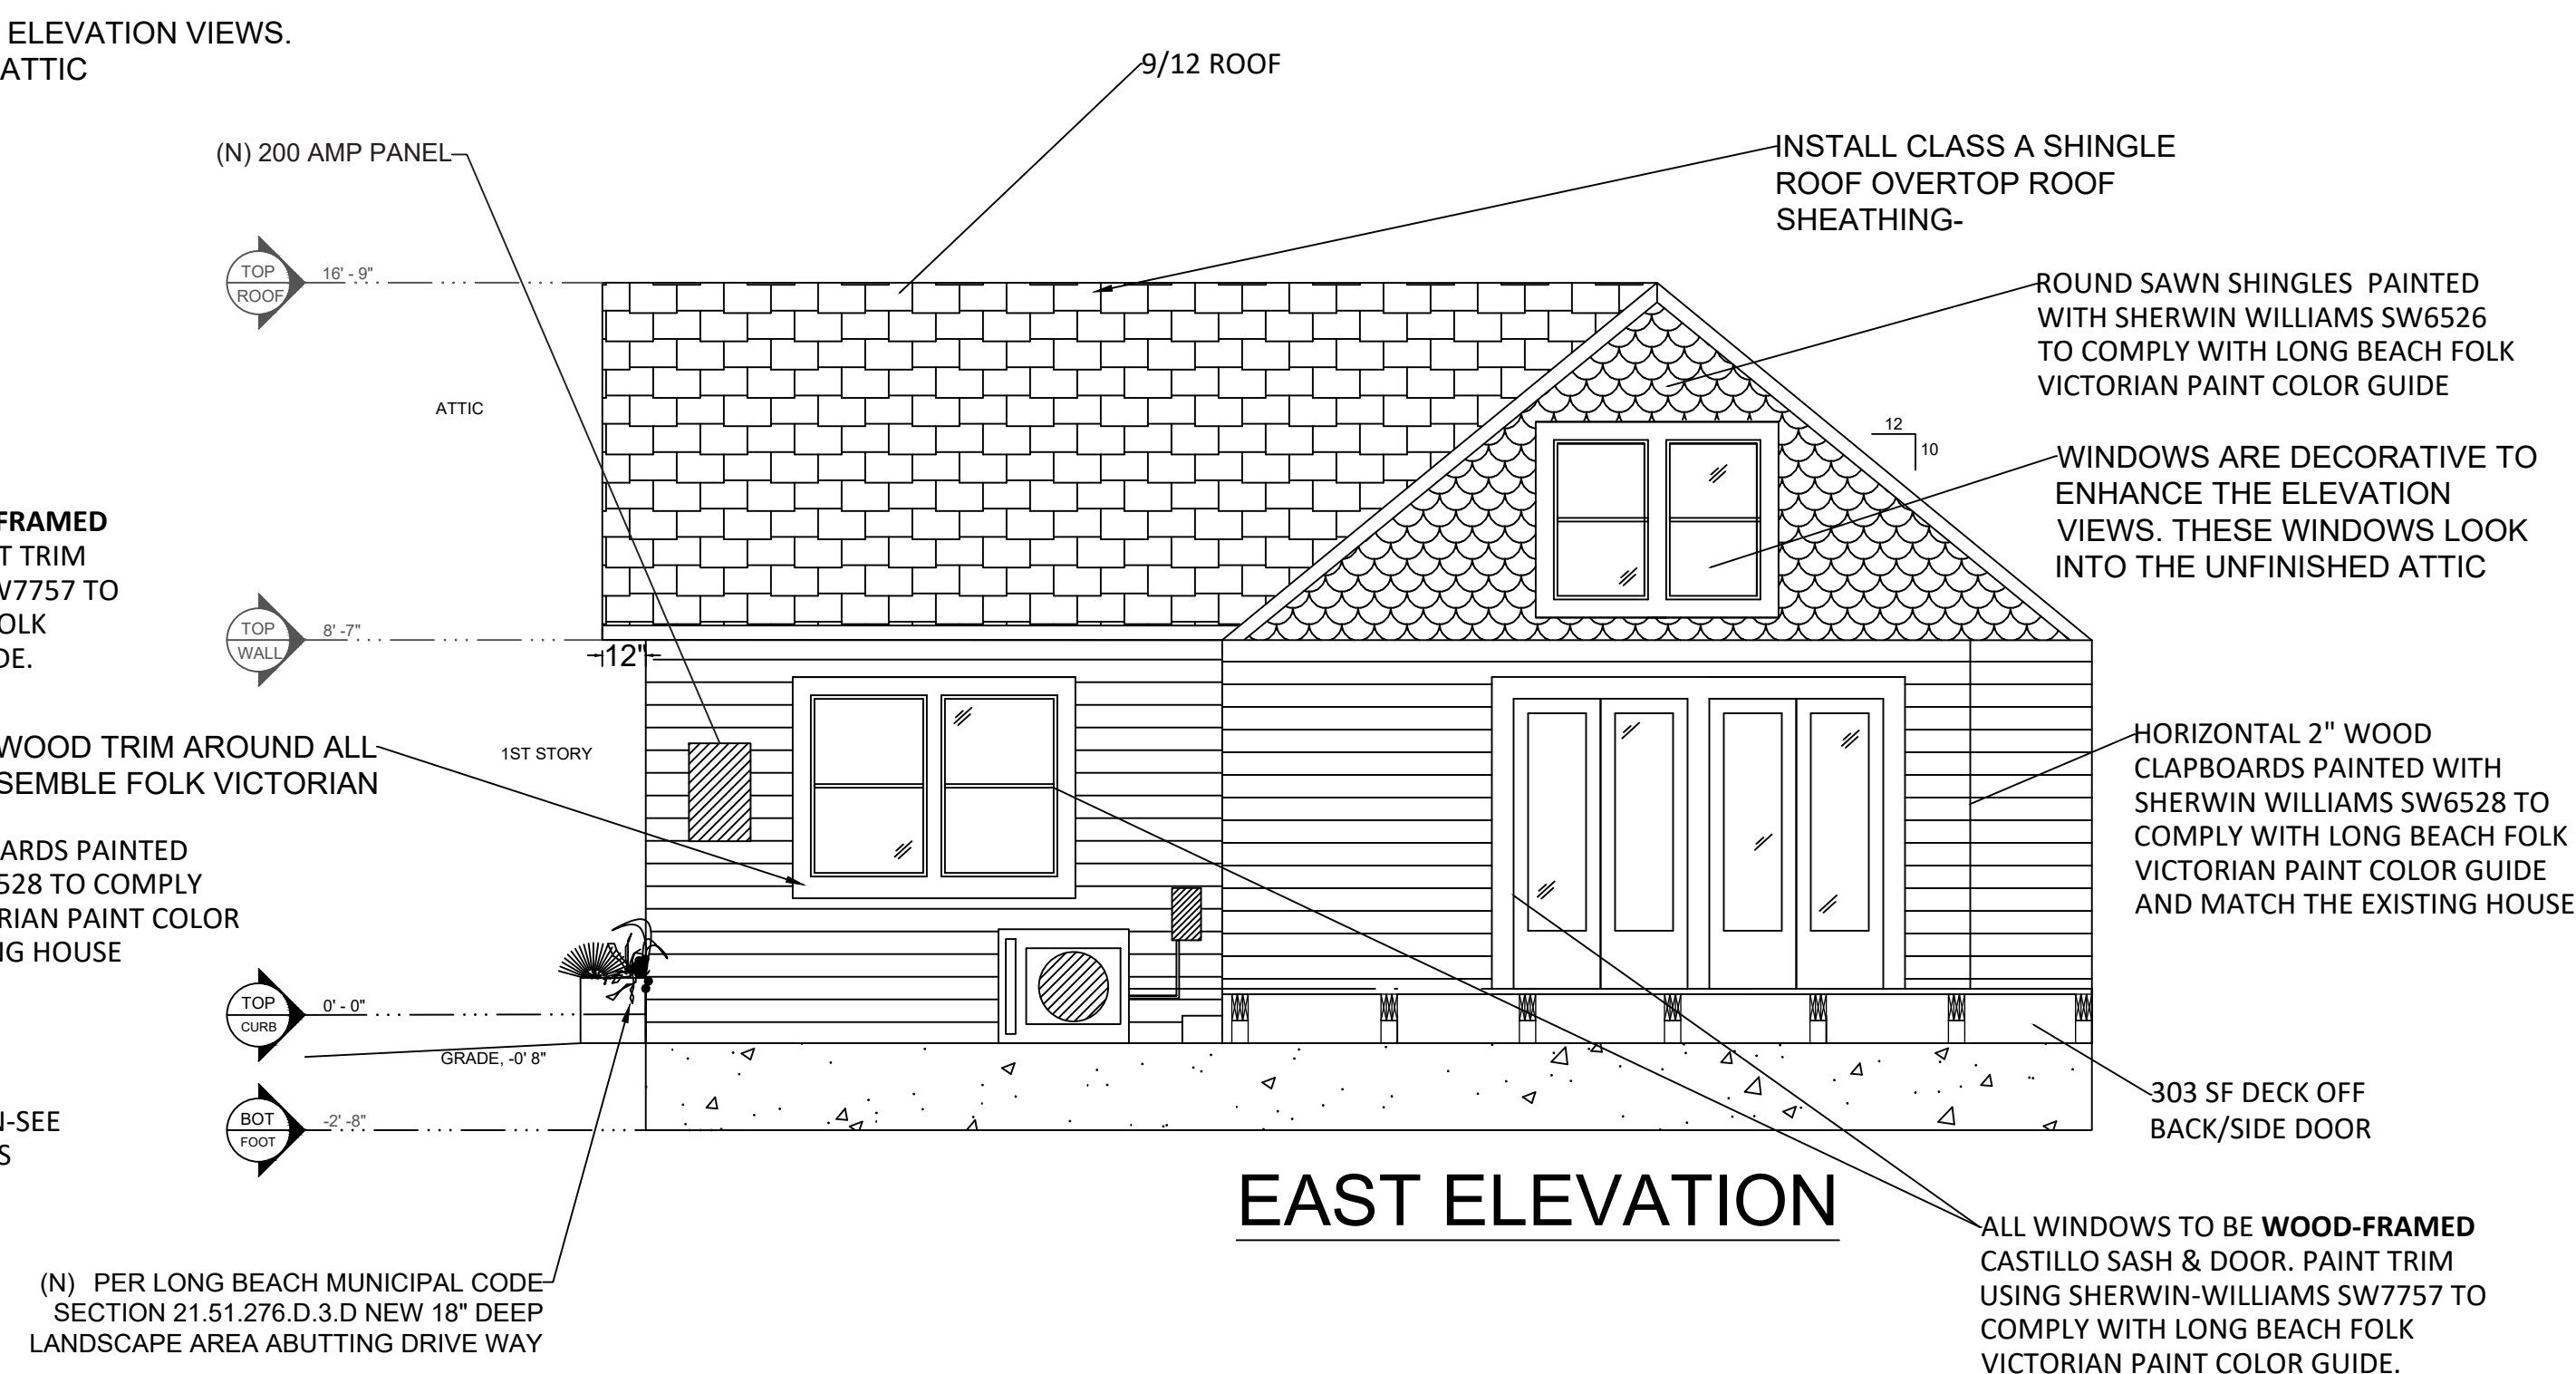 ELEVATION VIEWS.
ATTIC
9/12 ROOF
(N) 200 AMP PANEL
INSTALL CLASS A SHINGLE
ROOF OVERTOP ROOF
SHEATHING-
TOP
ROOF
16' - 9"
ROUND SAWN SHINGLES PAINTED
WITH SHERWIN WILLIAMS SW6526
TO COMPLY WITH LONG BEACH FOLK
VICTORIAN PAINT COLOR GUIDE
ATTIC
12
10
WINDOWS ARE DECORATIVE TO
ENHANCE THE ELEVATION
VIEWS. THESE WINDOWS LOOK
INTO THE UNFINISHED ATTIC
FRAMED
T TRIM
W7757 TO
OLK
DE.
TOP
WALL
8' -7"
12"
WOOD TRIM AROUND ALL
SEMBLE FOLK VICTORIAN
1ST STORY
HORIZONTAL 2" WOOD
CLAPBOARDS PAINTED WITH
SHERWIN WILLIAMS SW6528 TO
COMPLY WITH LONG BEACH FOLK
VICTORIAN PAINT COLOR GUIDE
AND MATCH THE EXISTING HOUSE
ARDS PAINTED
528 TO COMPLY
RIAN PAINT COLOR
NG HOUSE
TOP
CURB
0' - 0"
GRADE, -0' 8"
N-SEE
S
BOT
FOOT
-2' -8"
303 SF DECK OFF
BACK/SIDE DOOR
EAST ELEVATION
ALL WINDOWS TO BE WOOD-FRAMED
CASTILLO SASH & DOOR. PAINT TRIM
USING SHERWIN-WILLIAMS SW7757 TO
COMPLY WITH LONG BEACH FOLK
VICTORIAN PAINT COLOR GUIDE.
(N) PER LONG BEACH MUNICIPAL CODE
SECTION 21.51.276.D.3.D NEW 18" DEEP
LANDSCAPE AREA ABUTTING DRIVE WAY